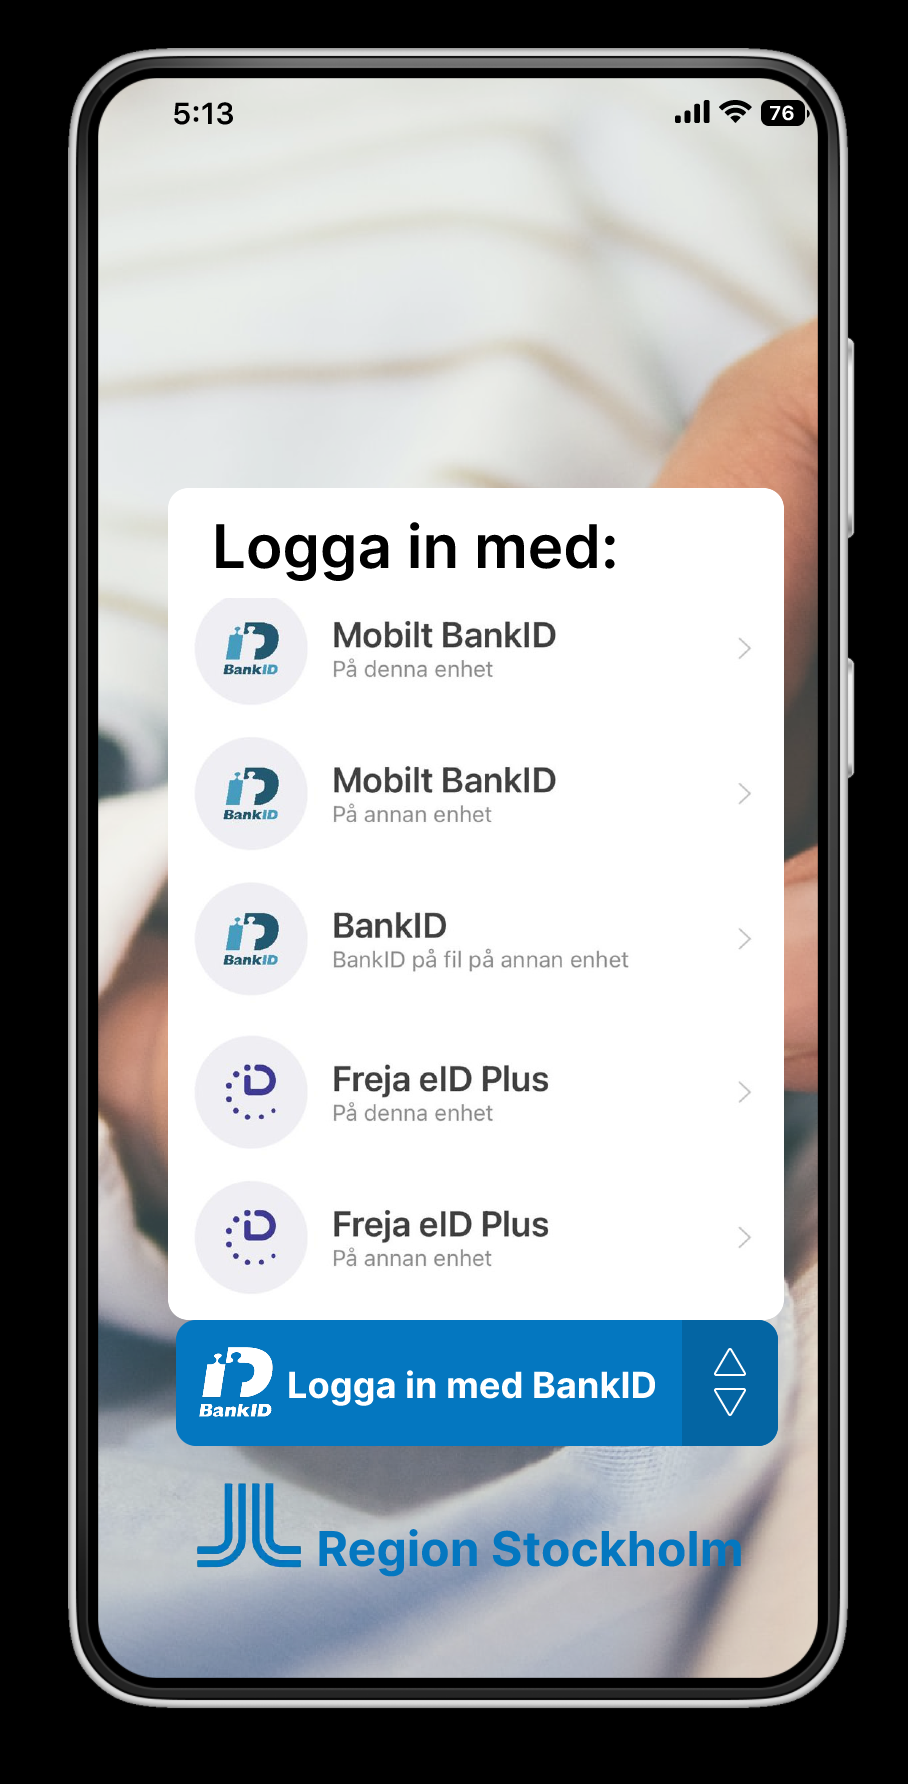 5:13
76
Logga in med:
BankID
Mobilt BankID
På denna enhet
BankID
Mobilt BankID
På annan enhet
BankID
BankID
BankID på fil på annan enhet
Freja eID Plus
På denna enhet
Freja eID Plus
På annan enhet
BankID
Logga in med BankID
Region Stockholm